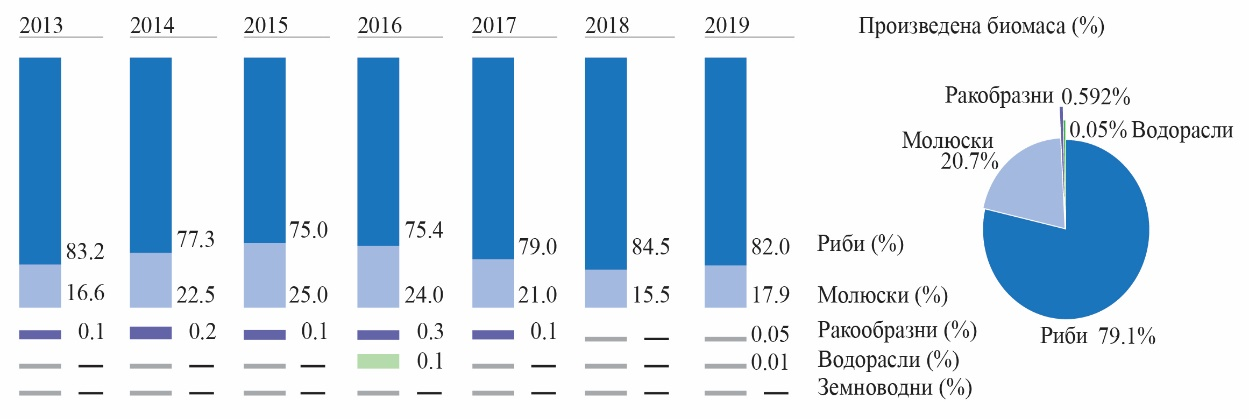 2013 2014 2015 2016 2017 2018 2019 Произведена биомаса (%)
Ракобразни 0.592%
0.05% Водорасли
Молюски
20.7%
83.2 77.3 75.0 75.4 79.0 84.5 82.0 Риби (%)
16.6 22.5 25.0 24.0 21.0 15.5 17.9 Молюски (%)
0.1 0.2 0.1 0.3 0.1 — 0.05 Ракообразни (%)
Риби 79.1%
— — — 0.1 — — 0.01 Водорасли (%)
— — — — — — — Земноводни (%)